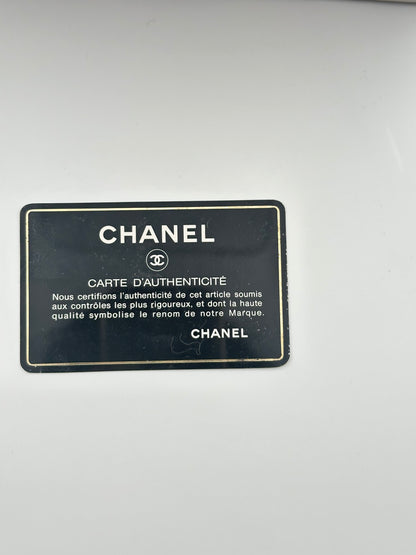 CHANEL
CARTE D'AUTHENTICITÉ
Nous certifions l'authenticité de cet article soumis
aux contrôles les plus rigoureux, et dont la haute
qualité symbolise le renom de notre Marque.
CHANEL